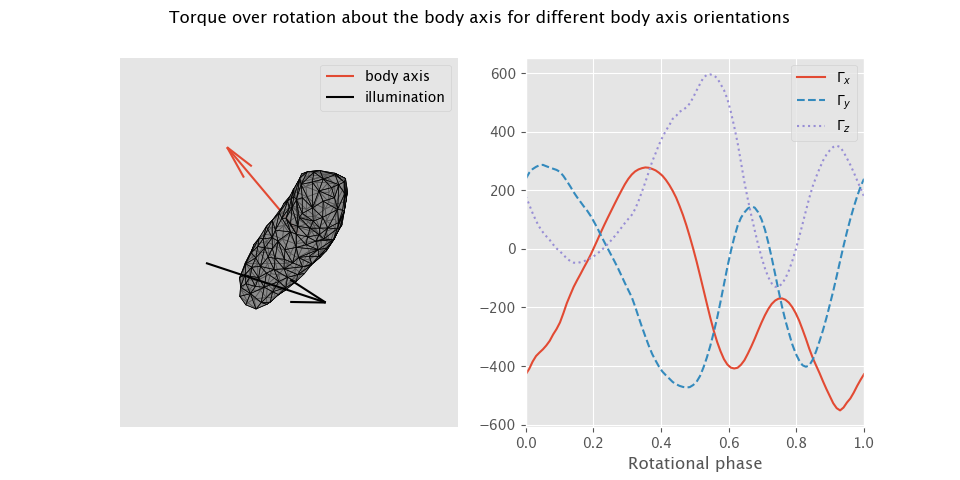 Torque over rotation about the body axis for different body axis orientations
body axis
illumination
600
400
200
0
−200
−400
−600
Γx
Γy
Γz
0.0 0.2 0.4 0.6 0.8 1.0
Rotational phase